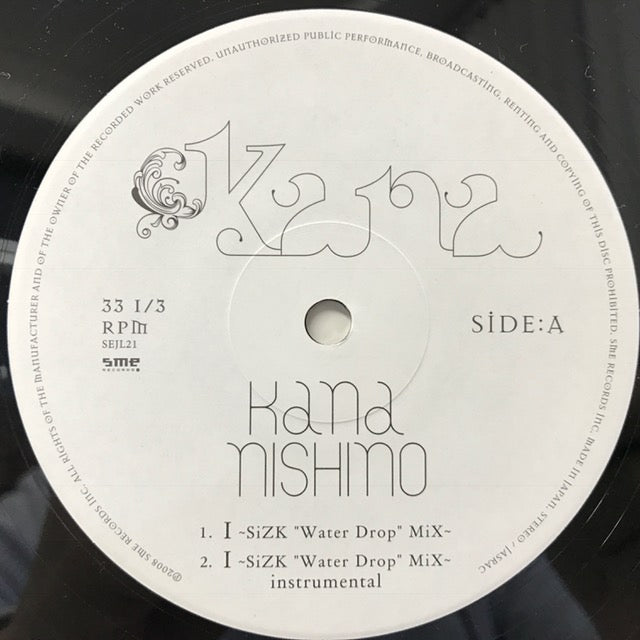 kana
33 1/3
RPM
SEJL21
sme
RECORDS
SIDE:A
kana
nishino
1. I ~SiZK "Water Drop" MiX~
2. I ~SiZK "Water Drop" MiX~
instrumental
℗2008 SME RECORDS INC. ALL RIGHTS OF THE MANUFACTURER AND OF THE OWNER OF THE RECORDED WORK RESERVED. UNAUTHORIZED PUBLIC PERFORMANCE, BROADCASTING, RENTING AND COPYING OF THIS DISC PROHIBITED. SME RECORDS INC. MADE IN JAPAN. STEREO / JASRAC